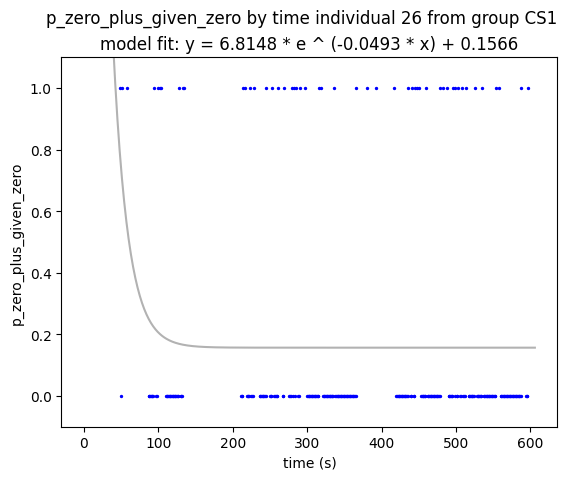 p_zero_plus_given_zero by time individual 26 from group CS1
model fit: y = 6.8148 * e ^ (-0.0493 * x) + 0.1566
1.0
0.8
0.6
0.4
0.2
0.0
p_zero_plus_given_zero
0 100 200 300 400 500 600
time (s)